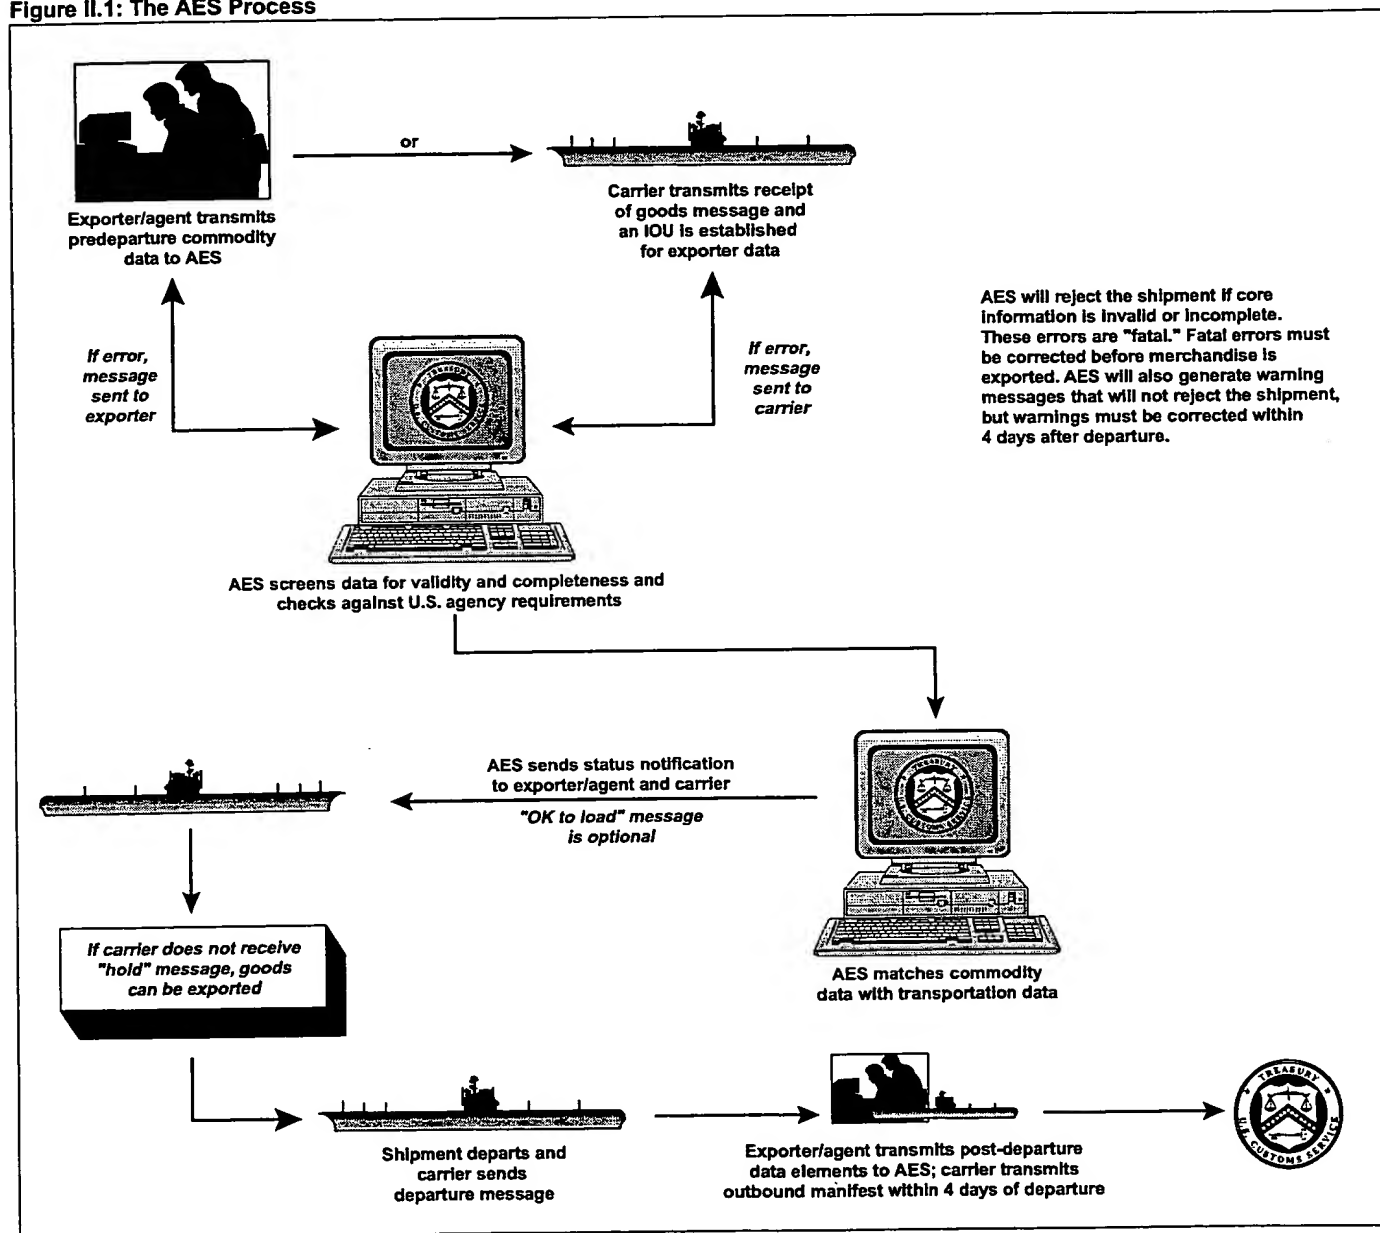 Figure II.1: The AES Process
or
Exporter/agent transmits
predeparture commodity
data to AES
Carrier transmits receipt
of goods message and
an IOU is established
for exporter data
If error,
message
sent to
exporter
If error,
message
sent to
carrier
AES will reject the shipment if core
information is invalid or incomplete.
These errors are "fatal." Fatal errors must
be corrected before merchandise is
exported. AES will also generate warning
messages that will not reject the shipment,
but warnings must be corrected within
4 days after departure.
TREASURY
U.S. CUSTOMS SERVICE
AES screens data for validity and completeness and
checks against U.S. agency requirements
AES sends status notification
to exporter/agent and carrier
"OK to load" message
is optional
TREASURY
U.S. CUSTOMS SERVICE
If carrier does not receive
"hold" message, goods
can be exported
AES matches commodity
data with transportation data
Shipment departs and
carrier sends
departure message
Exporter/agent transmits post-departure
data elements to AES; carrier transmits
outbound manifest within 4 days of departure
TREASURY
U.S. CUSTOMS SERVICE